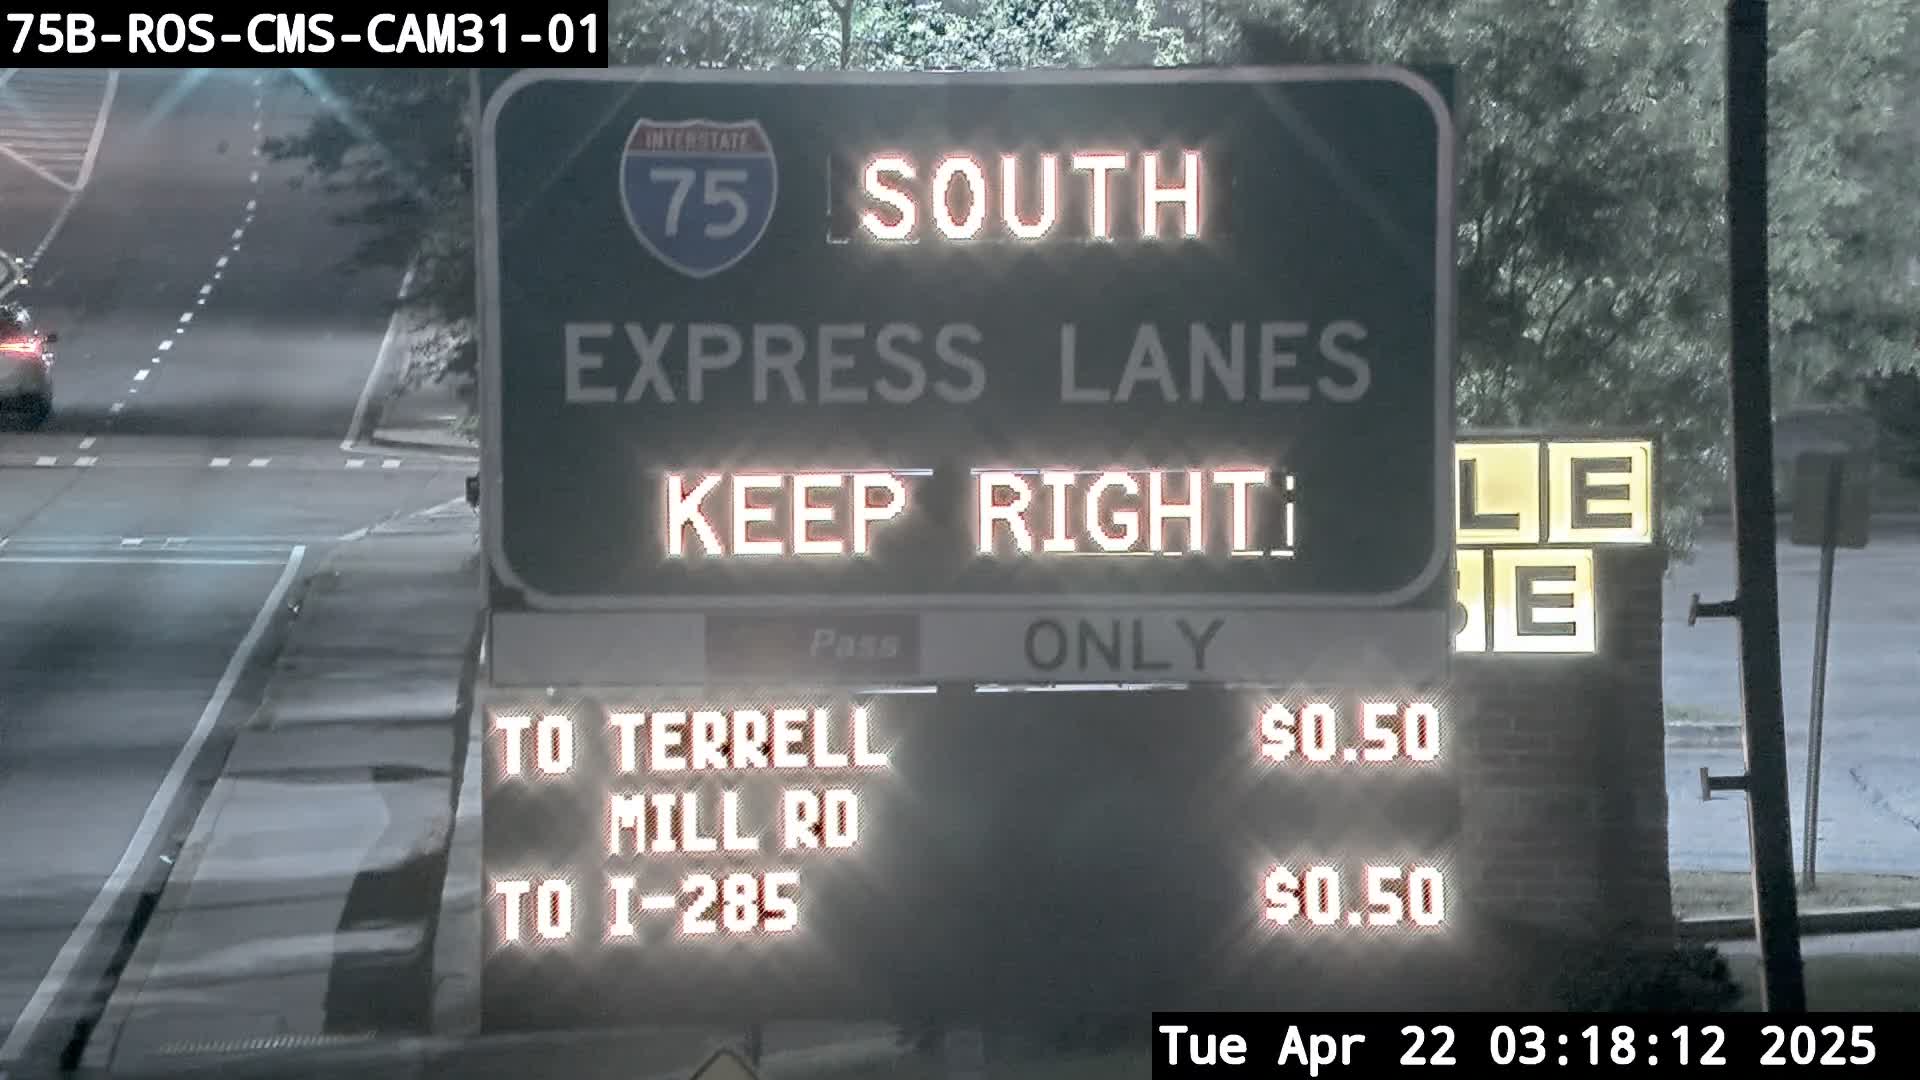 75B-ROS-CMS-CAM31-01
INTERSTATE
75
SOUTH
EXPRESS LANES
KEEP RIGHT
Pass ONLY
LE
E
TO TERRELL $0.50
MILL RD
TO I-285 $0.50
Tue Apr 22 03:18:12 2025